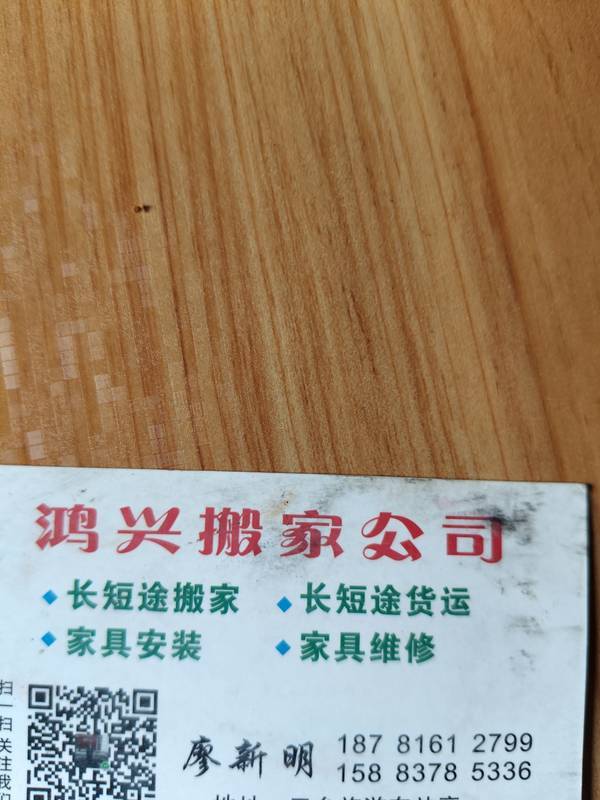 鸿兴搬家公司
长短途搬家 长短途货运
家具安装 家具维修
扫一扫关注我们
廖新明 187 8161 2799
158 8378 5336